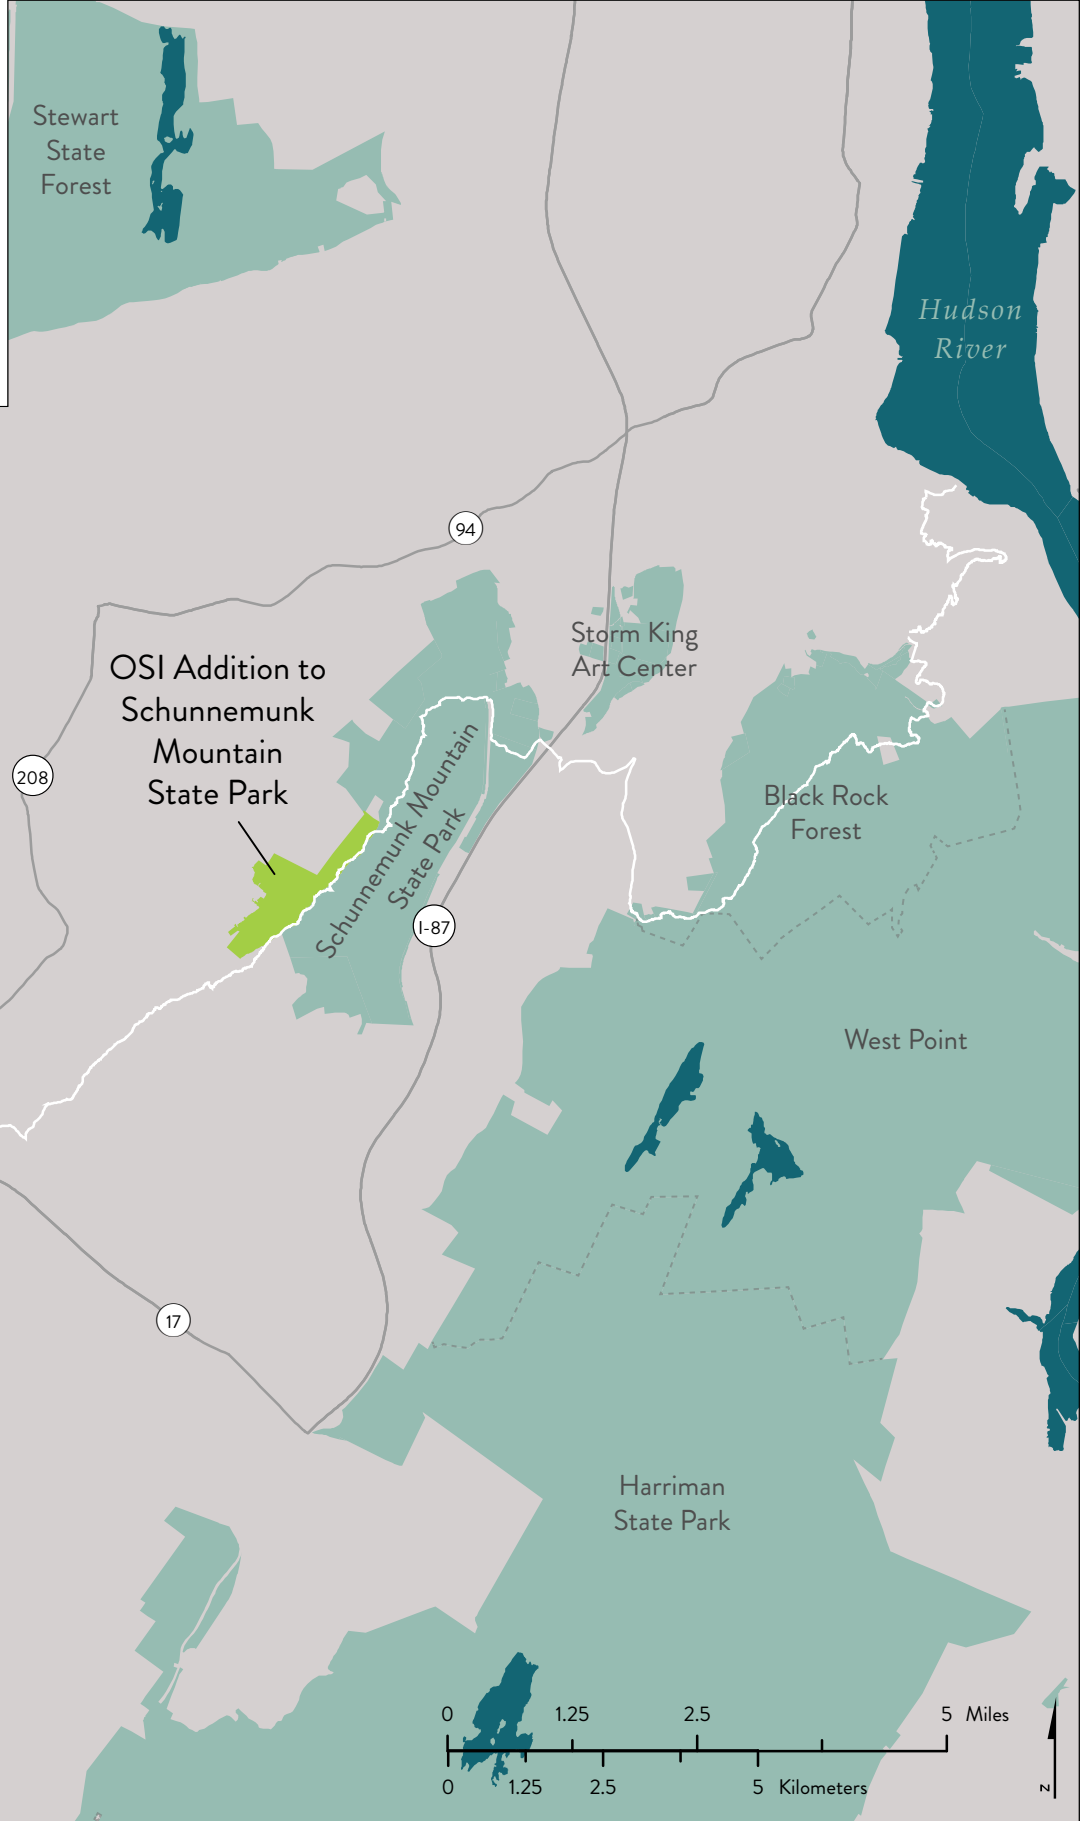 Stewart
State
Forest
Hudson
River
94
Storm King
Art Center
OSI Addition to
Schunnemunk
Mountain
State Park
208
Schunnemunk Mountain
State Park
Black Rock
Forest
I-87
West Point
17
Harriman
State Park
0 1.25 2.5 5 Miles
0 1.25 2.5 5 Kilometers
N